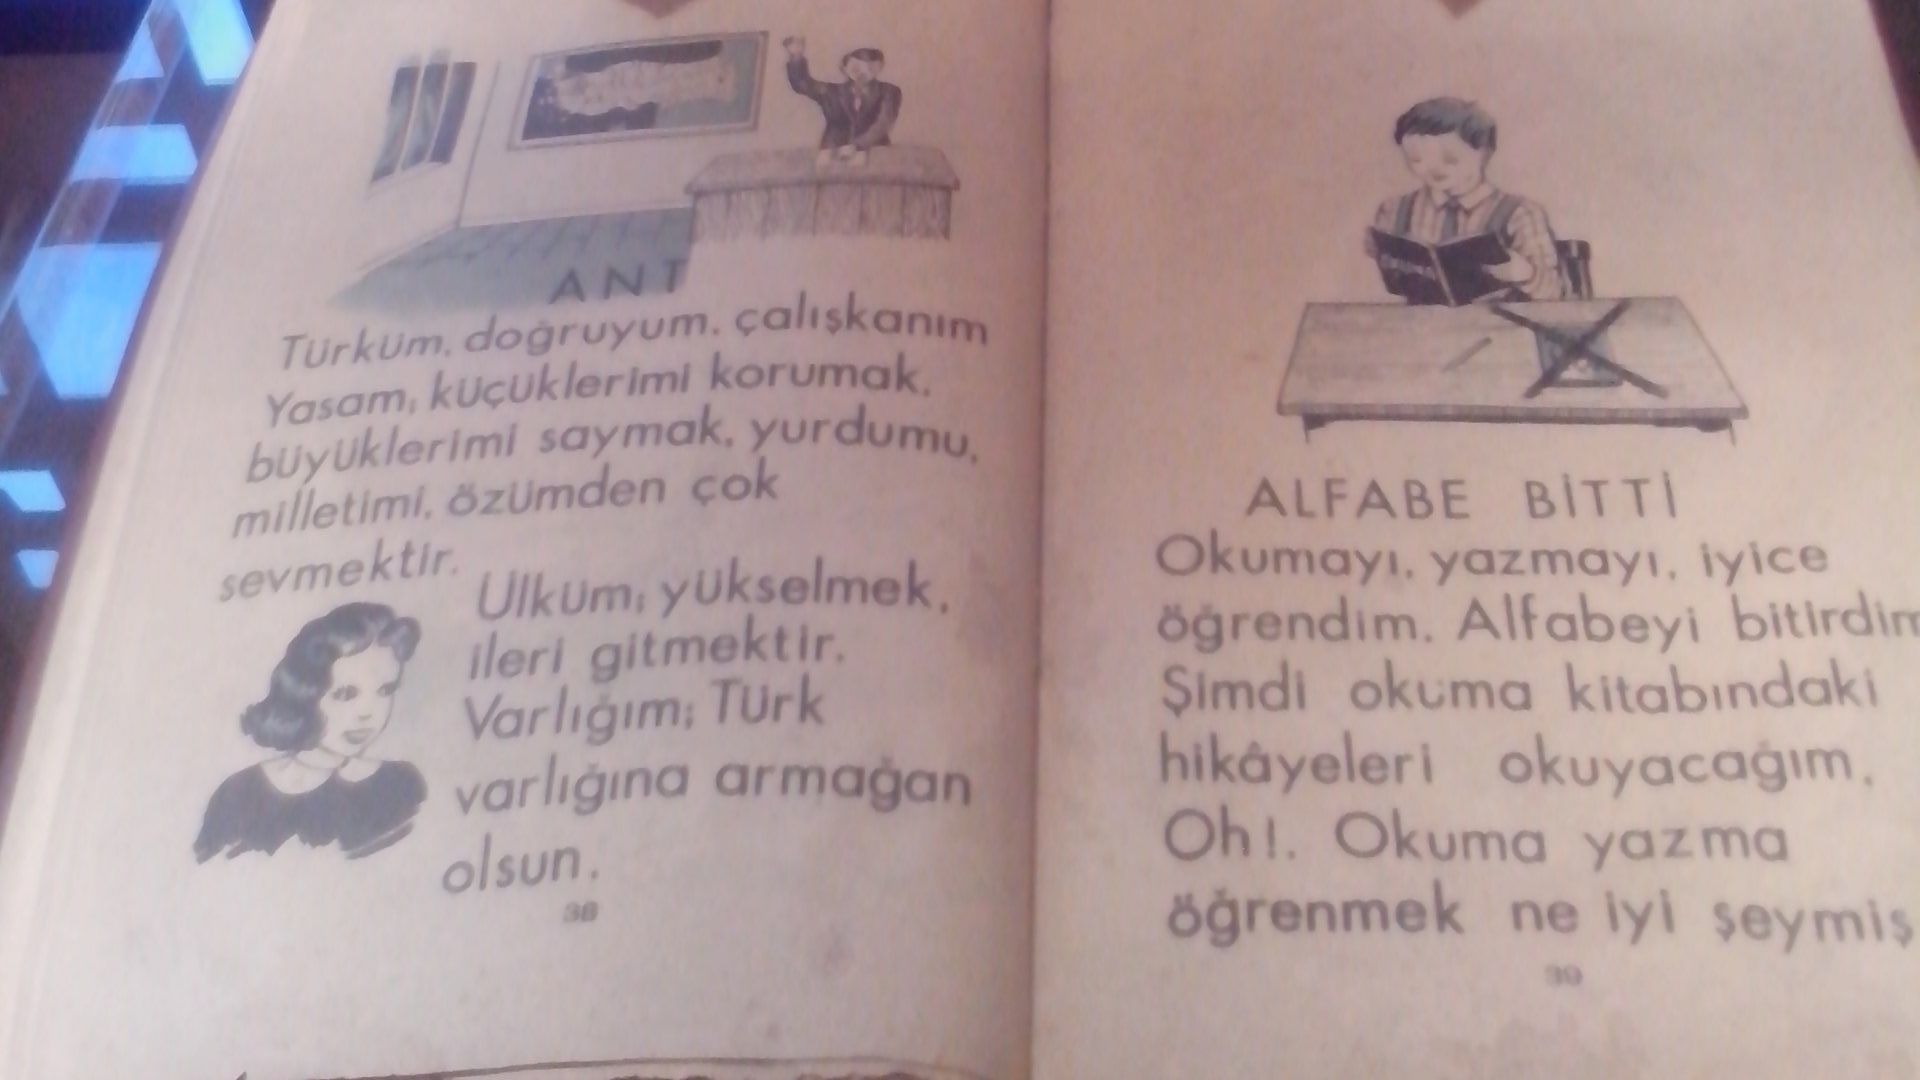 ANT
Türküm, doğruyum, çalışkanım
Yasam; küçüklerimi korumak,
büyüklerimi saymak, yurdumu,
milletimi, özümden çok
sevmektir.
Ülküm; yükselmek,
ileri gitmektir.
Varlığım; Türk
varlığına armağan
olsun.
38
ALFABE BİTTİ
Okumayı, yazmayı, iyice
öğrendim. Alfabeyi bitirdim
Şimdi okuma kitabındaki
hikâyeleri okuyacağım.
Oh!. Okuma yazma
öğrenmek ne iyi şeymiş
39